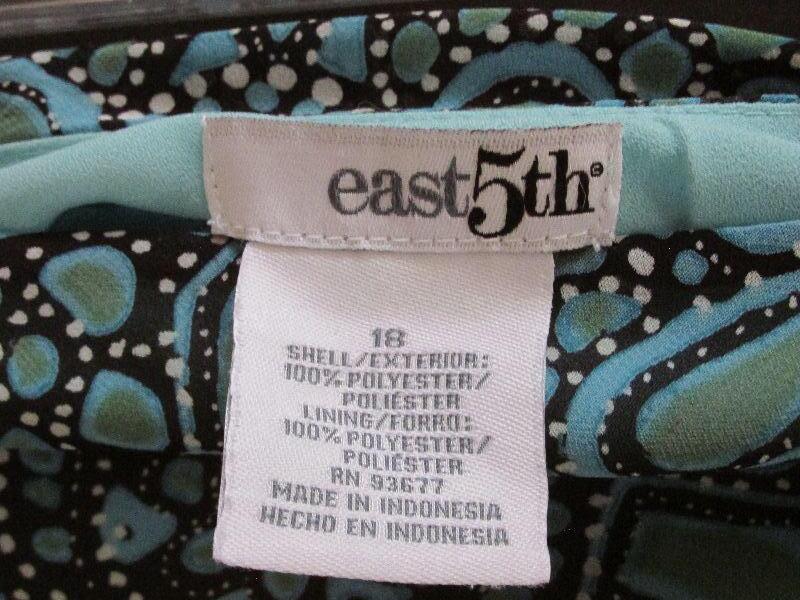 east5th®
18
SHELL/EXTERIOR:
100% POLYESTER/
POLIÉSTER
LINING/FORRO:
100% POLYESTER/
POLIÉSTER
RN 93677
MADE IN INDONESIA
HECHO EN INDONESIA